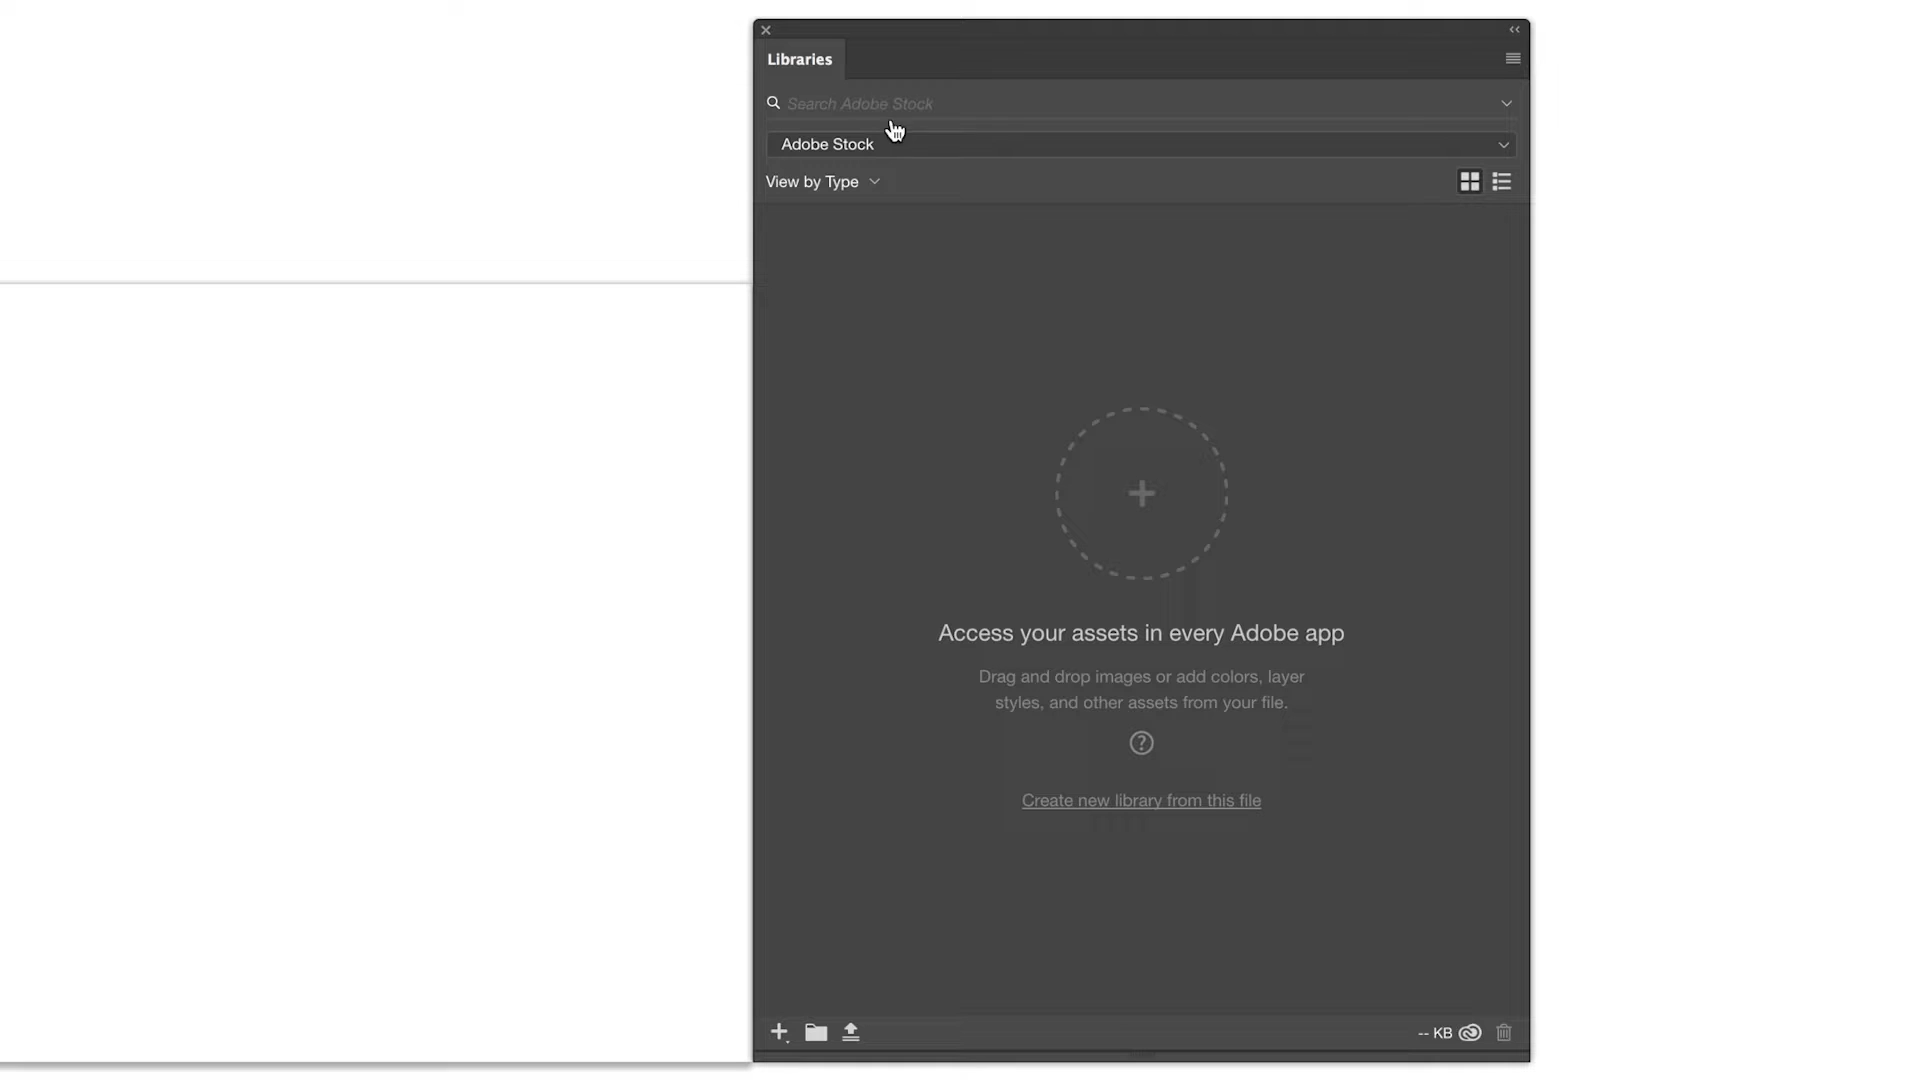 Libraries
Search Adobe Stock
Adobe Stock
View by Type
Access your assets in every Adobe app
Drag and drop images or add colors, layer
styles, and other assets from your file.
Create new library from this file
-- KB